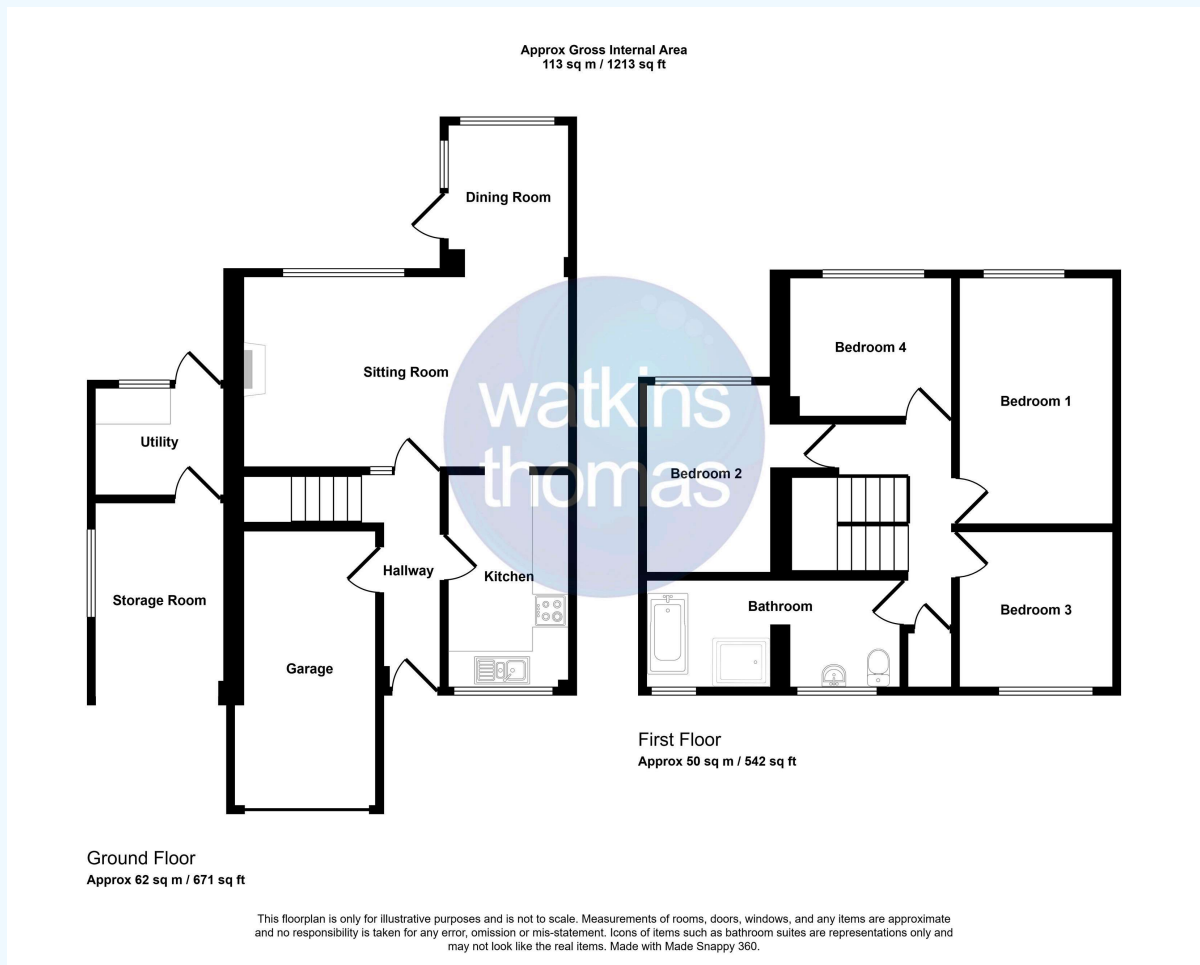 Approx Gross Internal Area
113 sq m / 1213 sq ft
Dining Room
Sitting Room
Utility
Storage Room
Hallway
Kitchen
Garage
watkins
thomas
Bedroom 4
Bedroom 1
Bedroom 2
Bathroom
Bedroom 3
First Floor
Approx 50 sq m / 542 sq ft
Ground Floor
Approx 62 sq m / 671 sq ft
This floorplan is only for illustrative purposes and is not to scale. Measurements of rooms, doors, windows, and any items are approximate
and no responsibility is taken for any error, omission or mis-statement. Icons of items such as bathroom suites are representations only and
may not look like the real items. Made with Made Snappy 360.